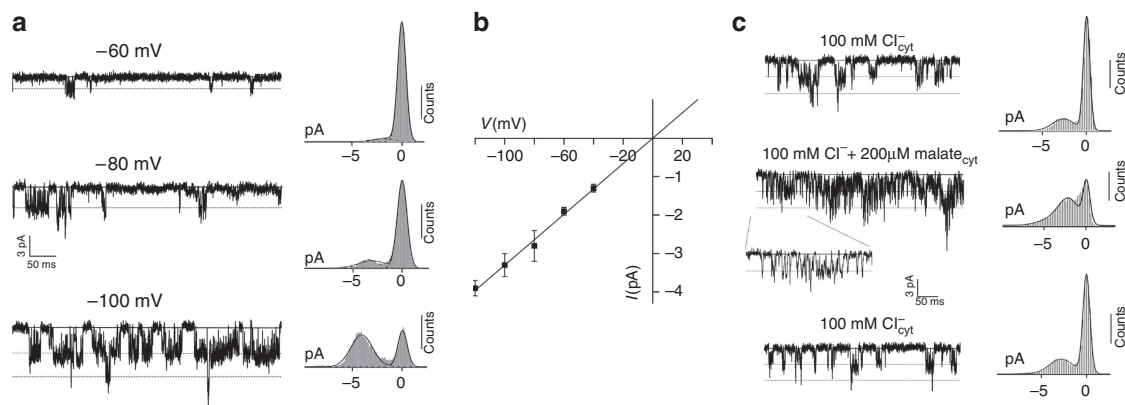 a
−60 mV
pA
−5
0
Counts
−80 mV
3 pA
50 ms
pA
−5
0
Counts
−100 mV
pA
−5
0
Counts
b
V(mV)
−100
−60
−20
20
−1
−2
−3
−4
I(pA)
c
100 mM Cl⁻cyt
pA
−5
0
Counts
100 mM Cl⁻ + 200μM malatecyt
pA
−5
0
Counts
3 pA
50 ms
100 mM Cl⁻cyt
pA
−5
0
Counts